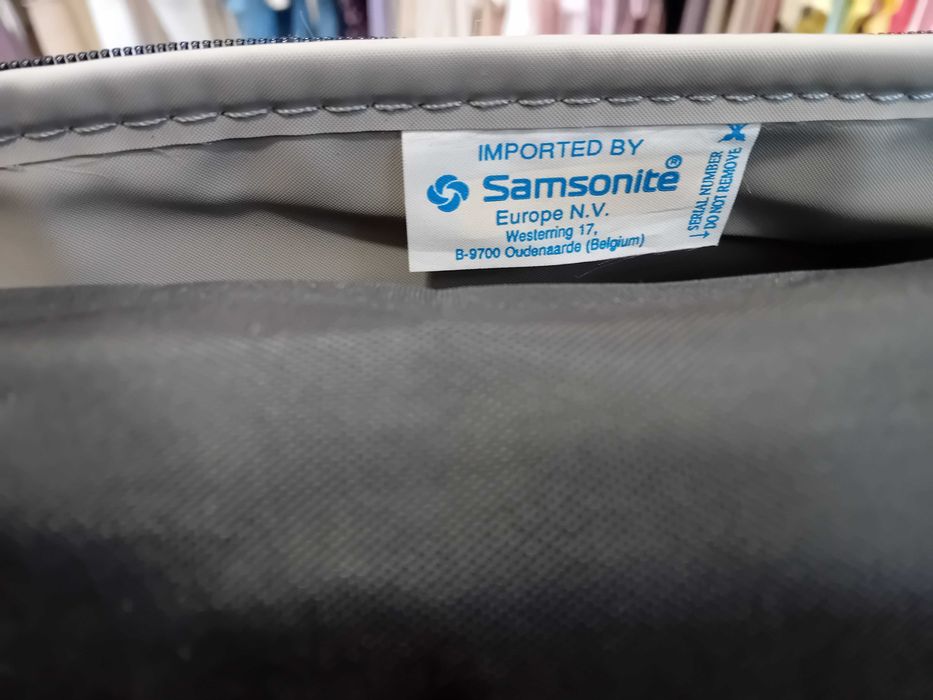 IMPORTED BY
Samsonite®
Europe N.V.
Westerring 17,
B-9700 Oudenaarde (Belgium)
↓ SERIAL NUMBER
DO NOT REMOVE